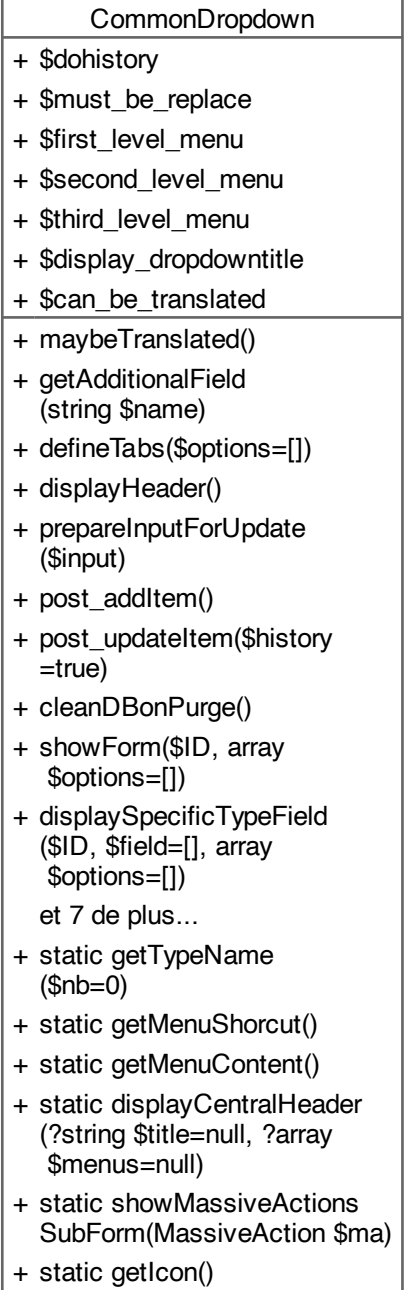 CommonDropdown
+ $dohistory
+ $must_be_replace
+ $first_level_menu
+ $second_level_menu
+ $third_level_menu
+ $display_dropdowntitle
+ $can_be_translated
+ maybeTranslated()
+ getAdditionalField
(string $name)
+ defineTabs($options=[])
+ displayHeader()
+ prepareInputForUpdate
($input)
+ post_addItem()
+ post_updateItem($history
=true)
+ cleanDBonPurge()
+ showForm($ID, array
$options=[])
+ displaySpecificTypeField
($ID, $field=[], array
$options=[])
et 7 de plus...
+ static getTypeName
($nb=0)
+ static getMenuShorcut()
+ static getMenuContent()
+ static displayCentralHeader
(?string $title=null, ?array
$menus=null)
+ static showMassiveActions
SubForm(MassiveAction $ma)
+ static getIcon()